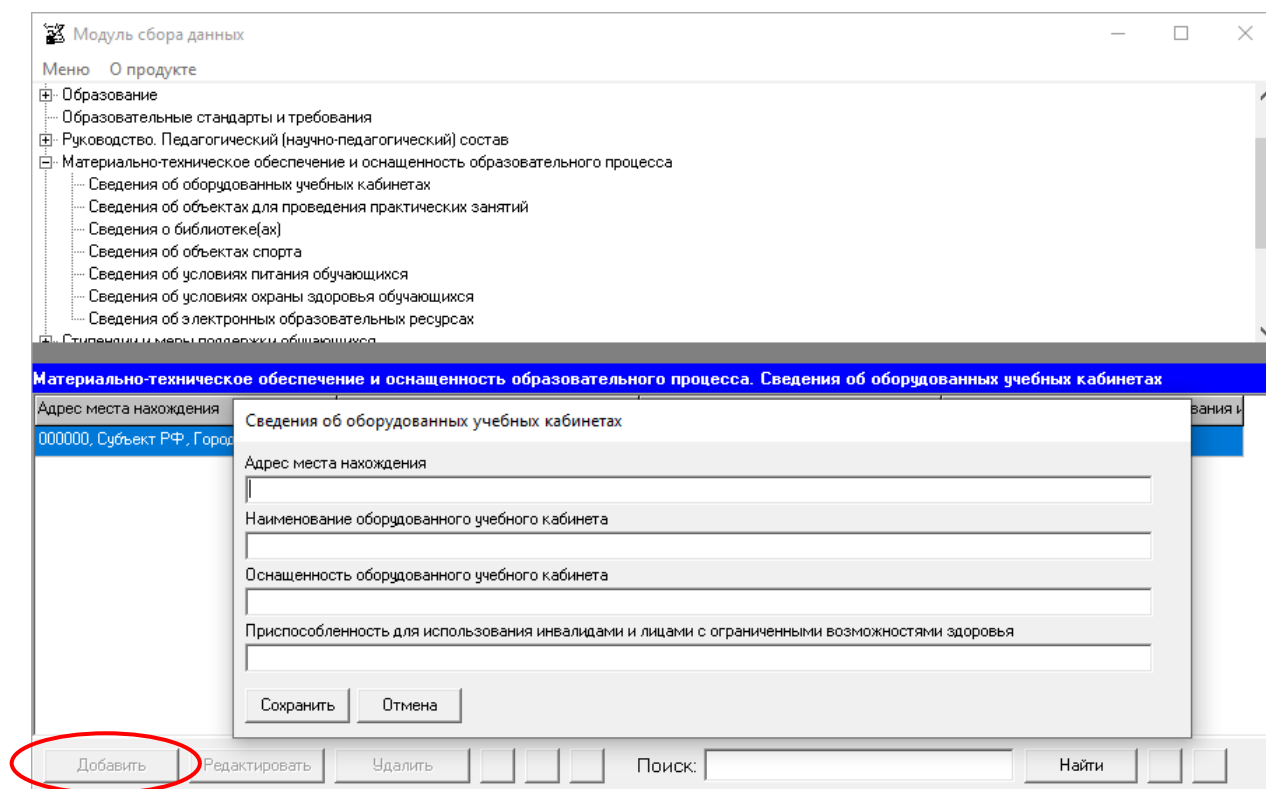 Модуль сбора данных
Меню О продукте
Образование
Образовательные стандарты и требования
Руководство. Педагогический (научно-педагогический) состав
Материально-техническое обеспечение и оснащенность образовательного процесса
Сведения об оборудованных учебных кабинетах
Сведения об объектах для проведения практических занятий
Сведения о библиотеке(ах)
Сведения об объектах спорта
Сведения об условиях питания обучающихся
Сведения об условиях охраны здоровья обучающихся
Сведения об электронных образовательных ресурсах
Стипендии и меры поддержки обучающихся
Материально-техническое обеспечение и оснащенность образовательного процесса. Сведения об оборудованных учебных кабинетах
Адрес места нахождения
000000, Субъект РФ, Город
Сведения об оборудованных учебных кабинетах
Адрес места нахождения
Наименование оборудованного учебного кабинета
Оснащенность оборудованного учебного кабинета
Приспособленность для использования инвалидами и лицами с ограниченными возможностями здоровья
Сохранить Отмена
Добавить Редактировать Удалить Поиск: Найти